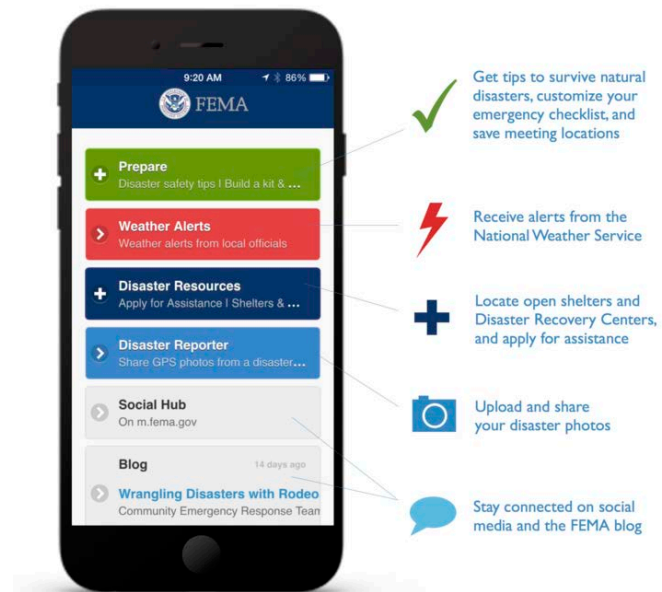 9:20 AM
86%
FEMA
Prepare
Disaster safety tips | Build a kit & ...
Weather Alerts
Weather alerts from local officials
Disaster Resources
Apply for Assistance | Shelters & ...
Disaster Reporter
Share GPS photos from a disaster...
Social Hub
On m.fema.gov
Blog
14 days ago
Wrangling Disasters with Rodeo
Community Emergency Response Team
Get tips to survive natural
disasters, customize your
emergency checklist, and
save meeting locations
Receive alerts from the
National Weather Service
Locate open shelters and
Disaster Recovery Centers,
and apply for assistance
Upload and share
your disaster photos
Stay connected on social
media and the FEMA blog